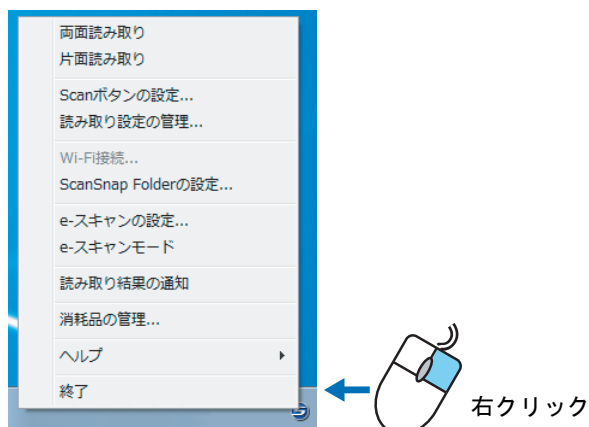 両面読み取り
片面読み取り
Scanボタンの設定...
読み取り設定の管理...
Wi-Fi接続...
ScanSnap Folderの設定...
e-スキャンの設定...
e-スキャンモード
読み取り結果の通知
消耗品の管理...
ヘルプ
終了
右クリック